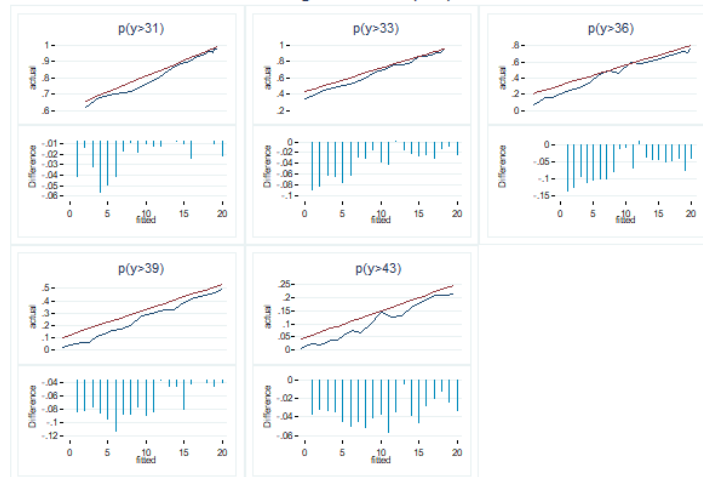 p(y>31)
actual
1
.9
.8
.7
.6
Difference
-.01
-.02
-.03
-.04
-.05
-.06
0 5 10 15 20
fitted
p(y>33)
actual
1
.8
.6
.4
.2
Difference
0
-.02
-.04
-.06
-.08
-.1
0 5 10 15 20
fitted
p(y>36)
actual
.8
.6
.4
.2
0
Difference
0
-.05
-.1
-.15
0 5 10 15 20
fitted
p(y>39)
actual
.5
.4
.3
.2
.1
0
Difference
-.04
-.06
-.08
-.1
-.12
0 5 10 15 20
fitted
p(y>43)
actual
.25
.2
.15
.1
.05
0
Difference
0
-.02
-.04
-.06
0 5 10 15 20
fitted